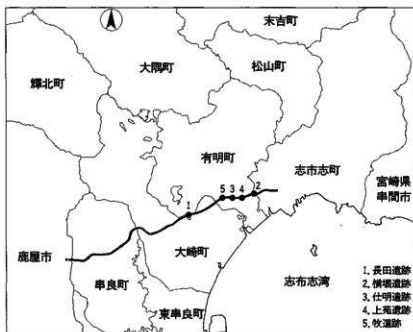 末吉町
大隅町
松山町
輝北町
有明町
志布志町
宮崎県
串間市
5 3 4 2
1
鹿屋市
大崎町
串良町
東串良町
志布志湾
1. 長田遺跡
2. 横堀遺跡
3. 仕明遺跡
4. 上苑遺跡
5. 牧遺跡